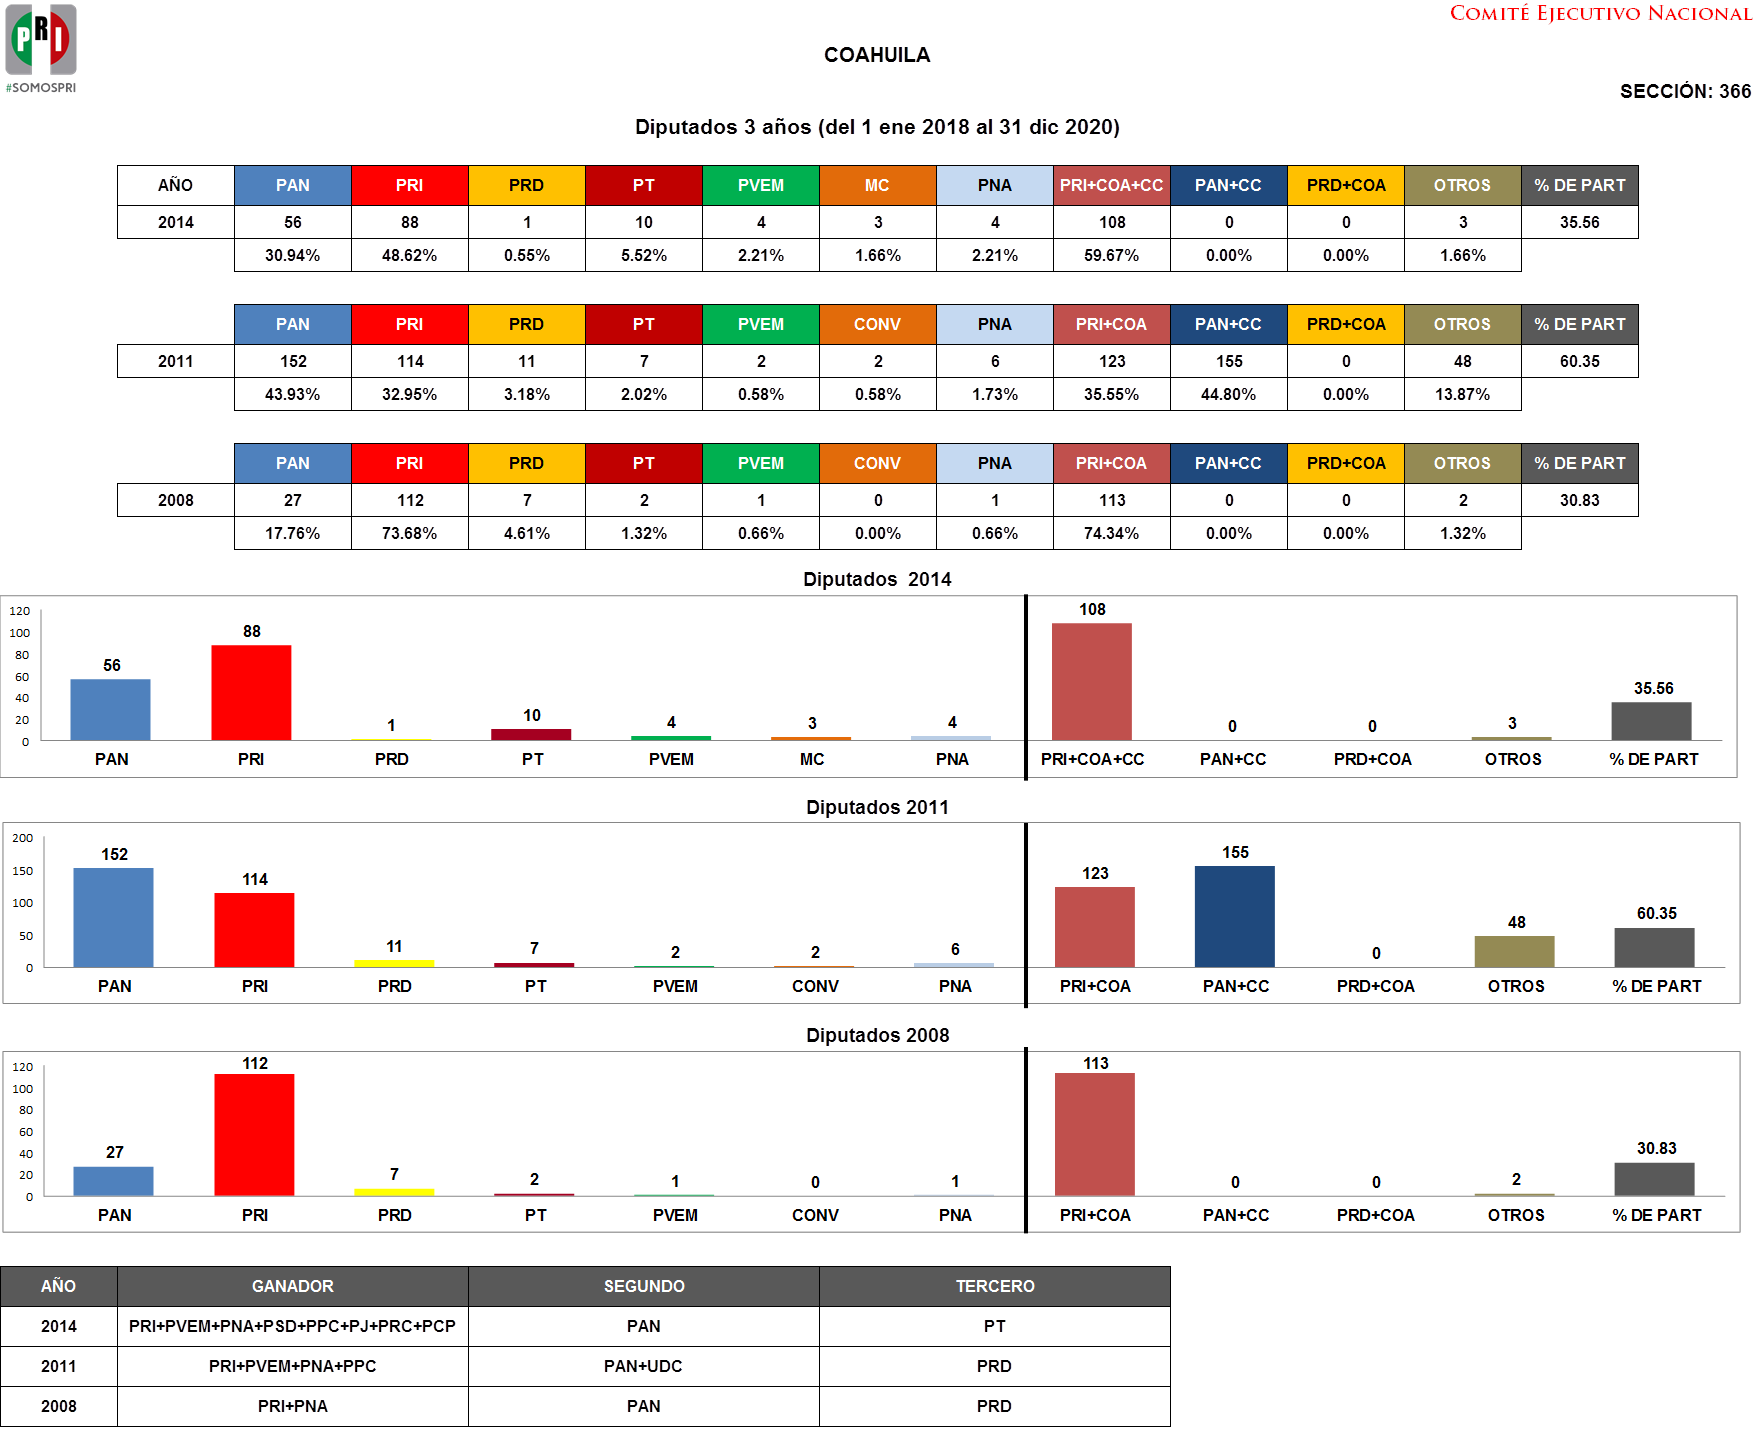 PRI
#SOMOSPRI
COMITÉ EJECUTIVO NACIONAL
COAHUILA
SECCIÓN: 366
Diputados 3 años (del 1 ene 2018 al 31 dic 2020)
AÑO PAN PRI PRD PT PVEM MC PNA PRI+COA+CC PAN+CC PRD+COA OTROS % DE PART
2014 56 88 1 10 4 3 4 108 0 0 3 35.56
30.94% 48.62% 0.55% 5.52% 2.21% 1.66% 2.21% 59.67% 0.00% 0.00% 1.66%
PAN PRI PRD PT PVEM CONV PNA PRI+COA PAN+CC PRD+COA OTROS % DE PART
2011 152 114 11 7 2 2 6 123 155 0 48 60.35
43.93% 32.95% 3.18% 2.02% 0.58% 0.58% 1.73% 35.55% 44.80% 0.00% 13.87%
PAN PRI PRD PT PVEM CONV PNA PRI+COA PAN+CC PRD+COA OTROS % DE PART
2008 27 112 7 2 1 0 1 113 0 0 2 30.83
17.76% 73.68% 4.61% 1.32% 0.66% 0.00% 0.66% 74.34% 0.00% 0.00% 1.32%
Diputados 2014
120
100
80
60
40
20
0
56 88 1 10 4 3 4 108 0 0 3 35.56
PAN PRI PRD PT PVEM MC PNA PRI+COA+CC PAN+CC PRD+COA OTROS % DE PART
Diputados 2011
200
150
100
50
0
152 114 11 7 2 2 6 123 155 0 48 60.35
PAN PRI PRD PT PVEM CONV PNA PRI+COA PAN+CC PRD+COA OTROS % DE PART
Diputados 2008
120
100
80
60
40
20
0
27 112 7 2 1 0 1 113 0 0 2 30.83
PAN PRI PRD PT PVEM CONV PNA PRI+COA PAN+CC PRD+COA OTROS % DE PART
AÑO GANADOR SEGUNDO TERCERO
2014 PRI+PVEM+PNA+PSD+PPC+PJ+PRC+PCP PAN PT
2011 PRI+PVEM+PNA+PPC PAN+UDC PRD
2008 PRI+PNA PAN PRD